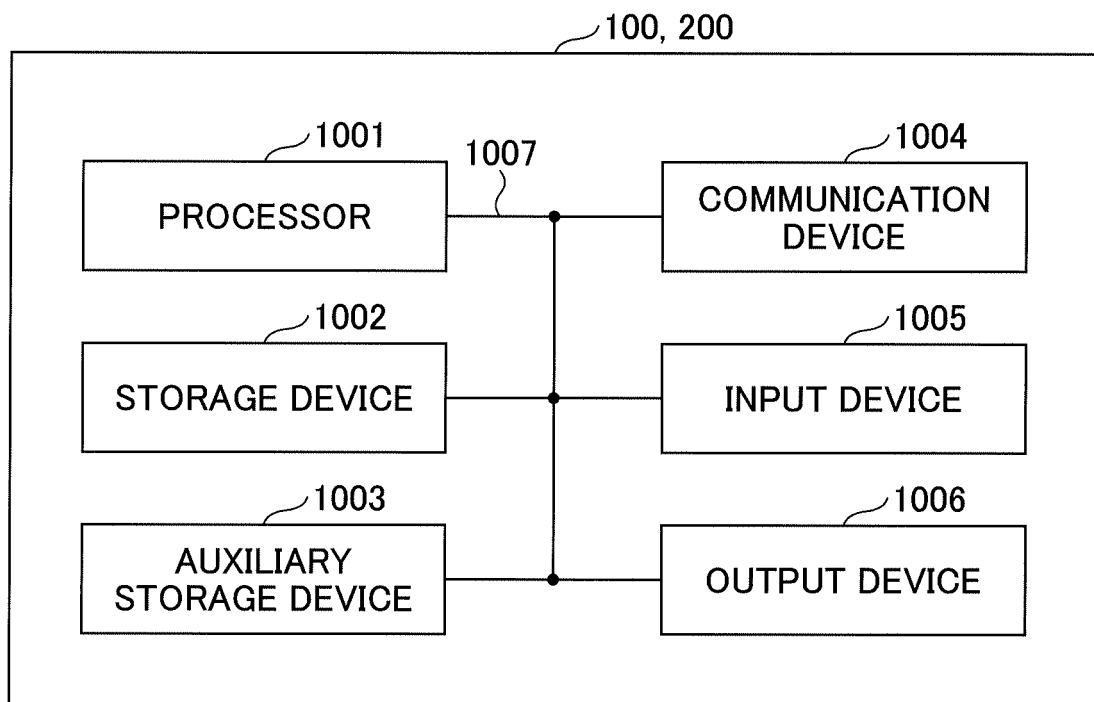 100, 200
1001
PROCESSOR
1007
1004
COMMUNICATION
DEVICE
1002
STORAGE DEVICE
1005
INPUT DEVICE
1003
AUXILIARY
STORAGE DEVICE
1006
OUTPUT DEVICE